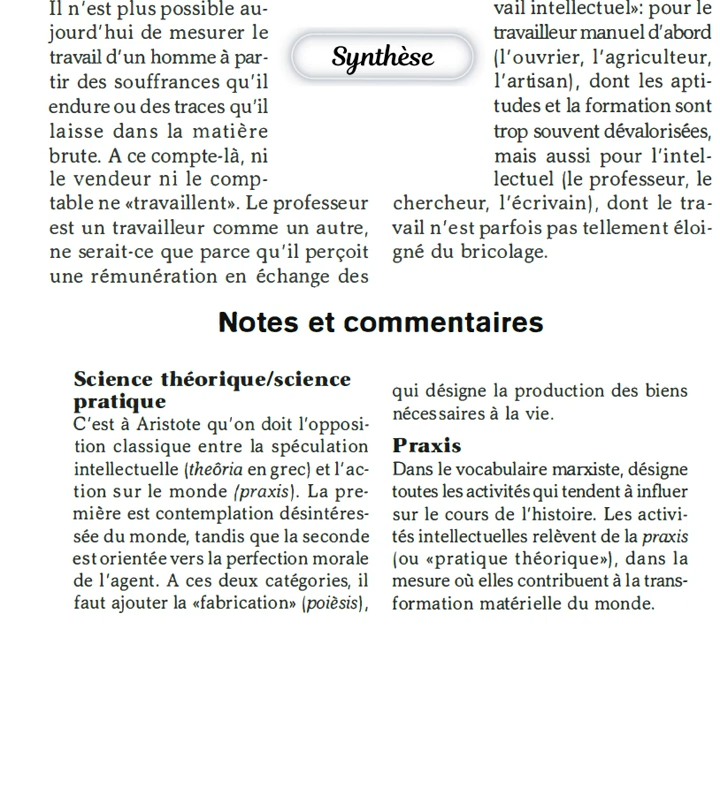 Synthèse
Il n'est plus possible au-
jourd'hui de mesurer le
travail d'un homme à par-
tir des souffrances qu'il
endure ou des traces qu'il
laisse dans la matière
brute. A ce compte-là, ni
le vendeur ni le comp-
table ne «travaillent». Le professeur
est un travailleur comme un autre,
ne serait-ce que parce qu'il perçoit
une rémunération en échange des
vail intellectuel»: pour le
travailleur manuel d'abord
(l'ouvrier, l'agriculteur,
l'artisan), dont les apti-
tudes et la formation sont
trop souvent dévalorisées,
mais aussi pour l'intel-
lectuel (le professeur, le
chercheur, l'écrivain), dont le tra-
vail n'est parfois pas tellement éloi-
gné du bricolage.
Notes et commentaires
Science théorique/science
pratique
C'est à Aristote qu'on doit l'opposi-
tion classique entre la spéculation
intellectuelle (theôria en grec) et l'ac-
tion sur le monde (praxis). La pre-
mière est contemplation désintéres-
sée du monde, tandis que la seconde
est orientée vers la perfection morale
de l'agent. A ces deux catégories, il
faut ajouter la «fabrication» (poièsis),
qui désigne la production des biens
nécessaires à la vie.
Praxis
Dans le vocabulaire marxiste, désigne
toutes les activités qui tendent à influer
sur le cours de l'histoire. Les activi-
tés intellectuelles relèvent de la praxis
(ou «pratique théorique»), dans la
mesure où elles contribuent à la trans-
formation matérielle du monde.